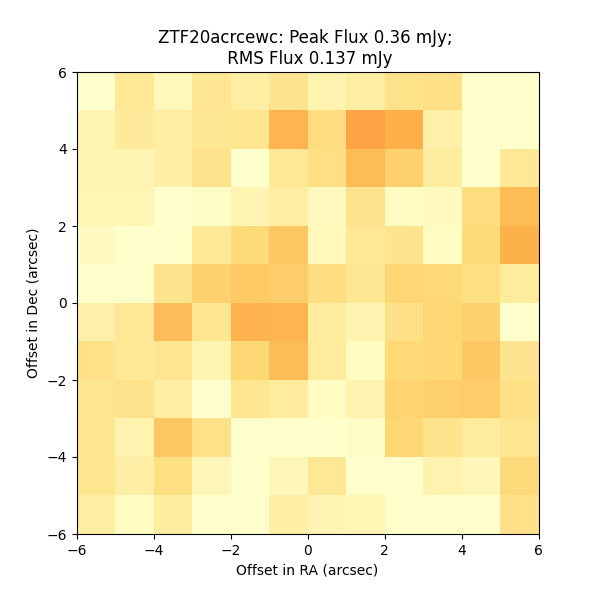 ZTF20acrcewc: Peak Flux 0.36 mJy;
RMS Flux 0.137 mJy
6
4
2
0
−2
−4
−6
Offset in Dec (arcsec)
−6 −4 −2 0 2 4 6
Offset in RA (arcsec)